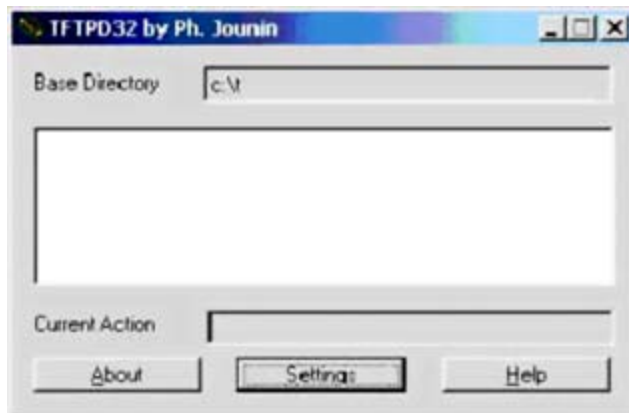 TFTPD32 by Ph. Jounin
Base Directory c:\t
Current Action
About Settings Help